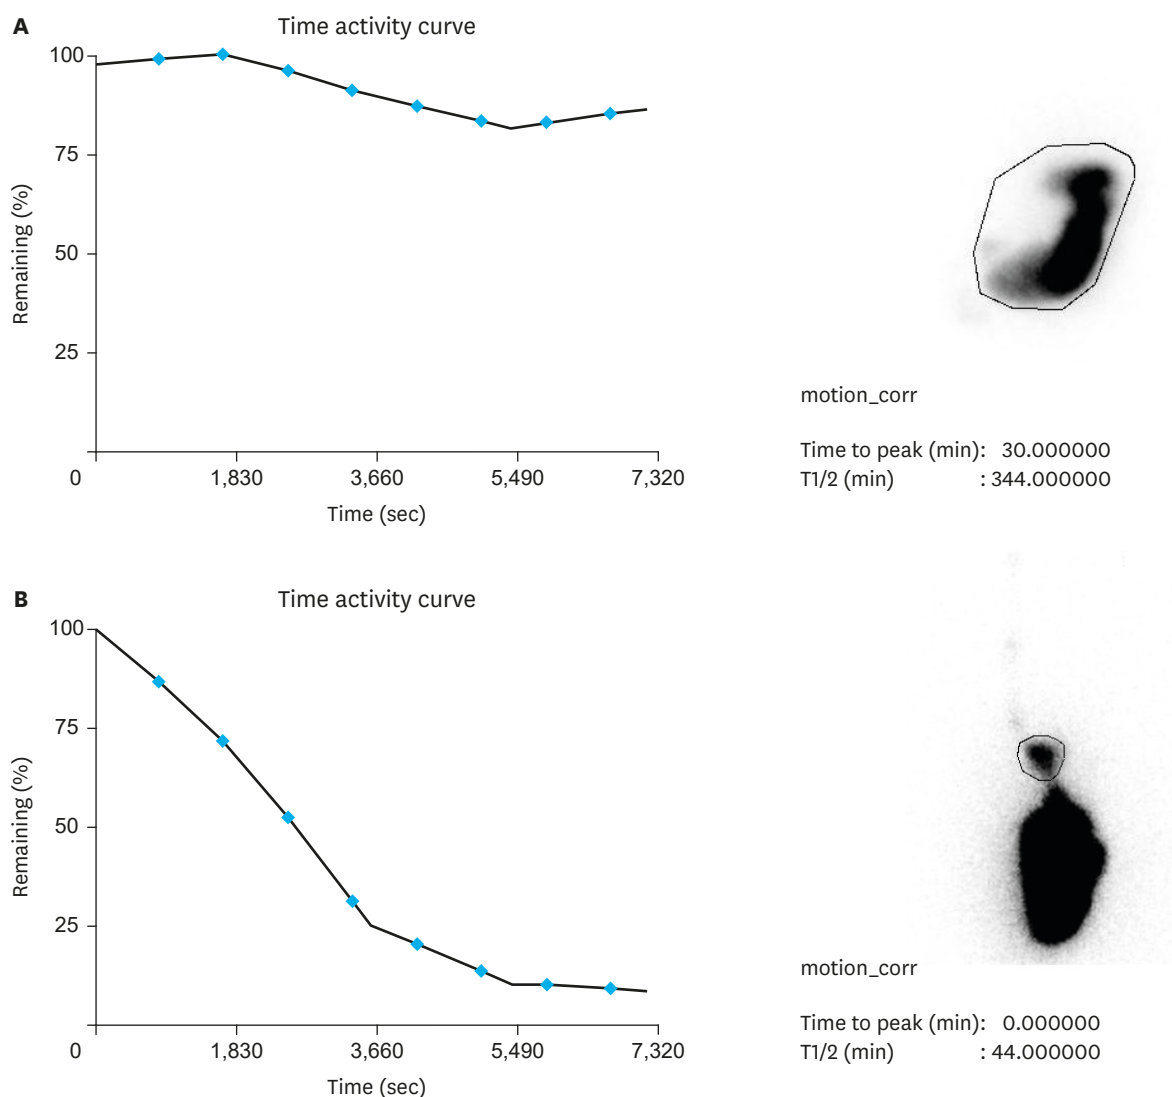 A
Time activity curve
100
75
50
25
Remaining (%)
0 1,830 3,660 5,490 7,320
Time (sec)
motion_corr
Time to peak (min): 30.000000
T1/2 (min) : 344.000000
B
Time activity curve
100
75
50
25
Remaining (%)
0 1,830 3,660 5,490 7,320
Time (sec)
motion_corr
Time to peak (min): 0.000000
T1/2 (min) : 44.000000